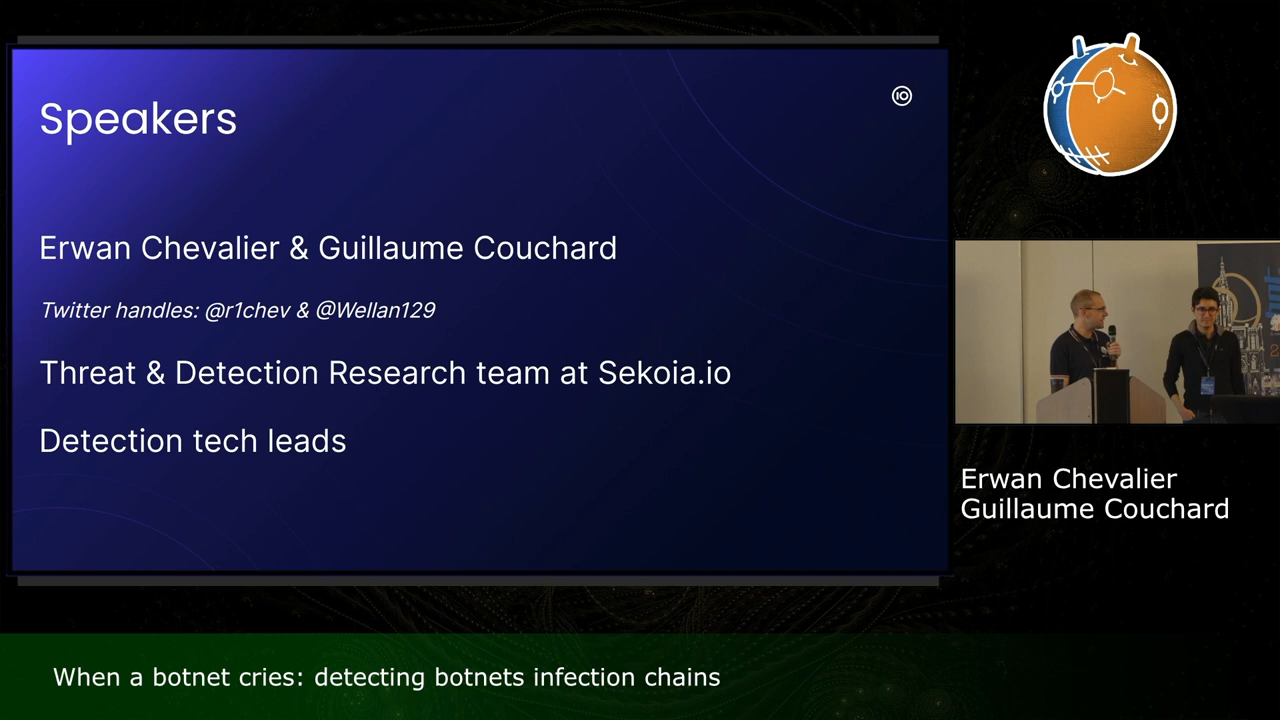 Speakers
Erwan Chevalier & Guillaume Couchard
Twitter handles: @r1chev & @Wellan129
Threat & Detection Research team at Sekoia.io
Detection tech leads
Erwan Chevalier
Guillaume Couchard
When a botnet cries: detecting botnets infection chains